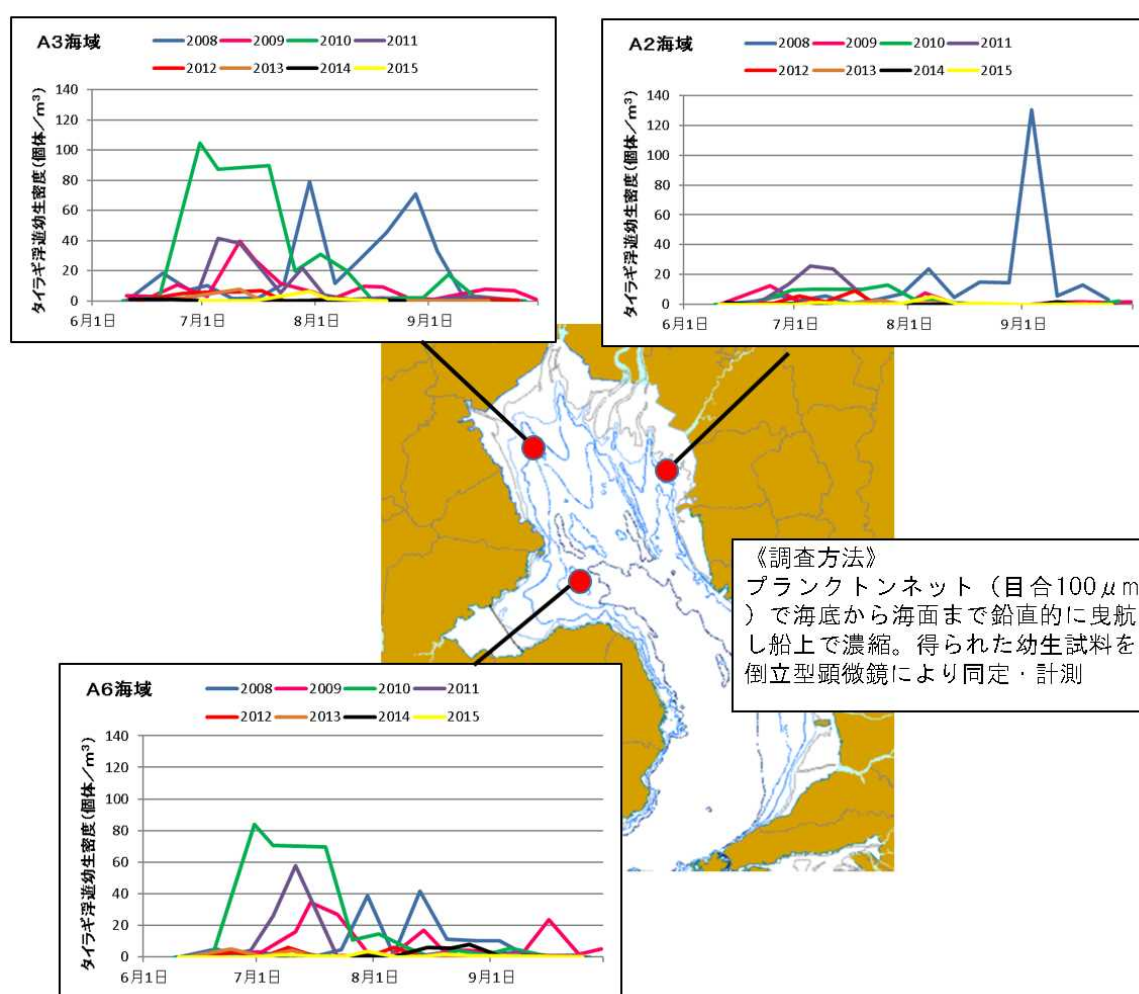 A3海域
2008 2009 2010 2011
2012 2013 2014 2015
タイラギ浮遊幼生密度(個体/m³)
140
120
100
80
60
40
20
0
6月1日 7月1日 8月1日 9月1日
A2海域
2008 2009 2010 2011
2012 2013 2014 2015
タイラギ浮遊幼生密度(個体/m³)
140
120
100
80
60
40
20
0
6月1日 7月1日 8月1日 9月1日
《調査方法》
プランクトンネット（目合100μm
）で海底から海面まで鉛直的に曳航
し船上で濃縮。得られた幼生試料を
倒立型顕微鏡により同定・計測
A6海域
2008 2009 2010 2011
2012 2013 2014 2015
タイラギ浮遊幼生密度(個体/m³)
140
120
100
80
60
40
20
0
6月1日 7月1日 8月1日 9月1日